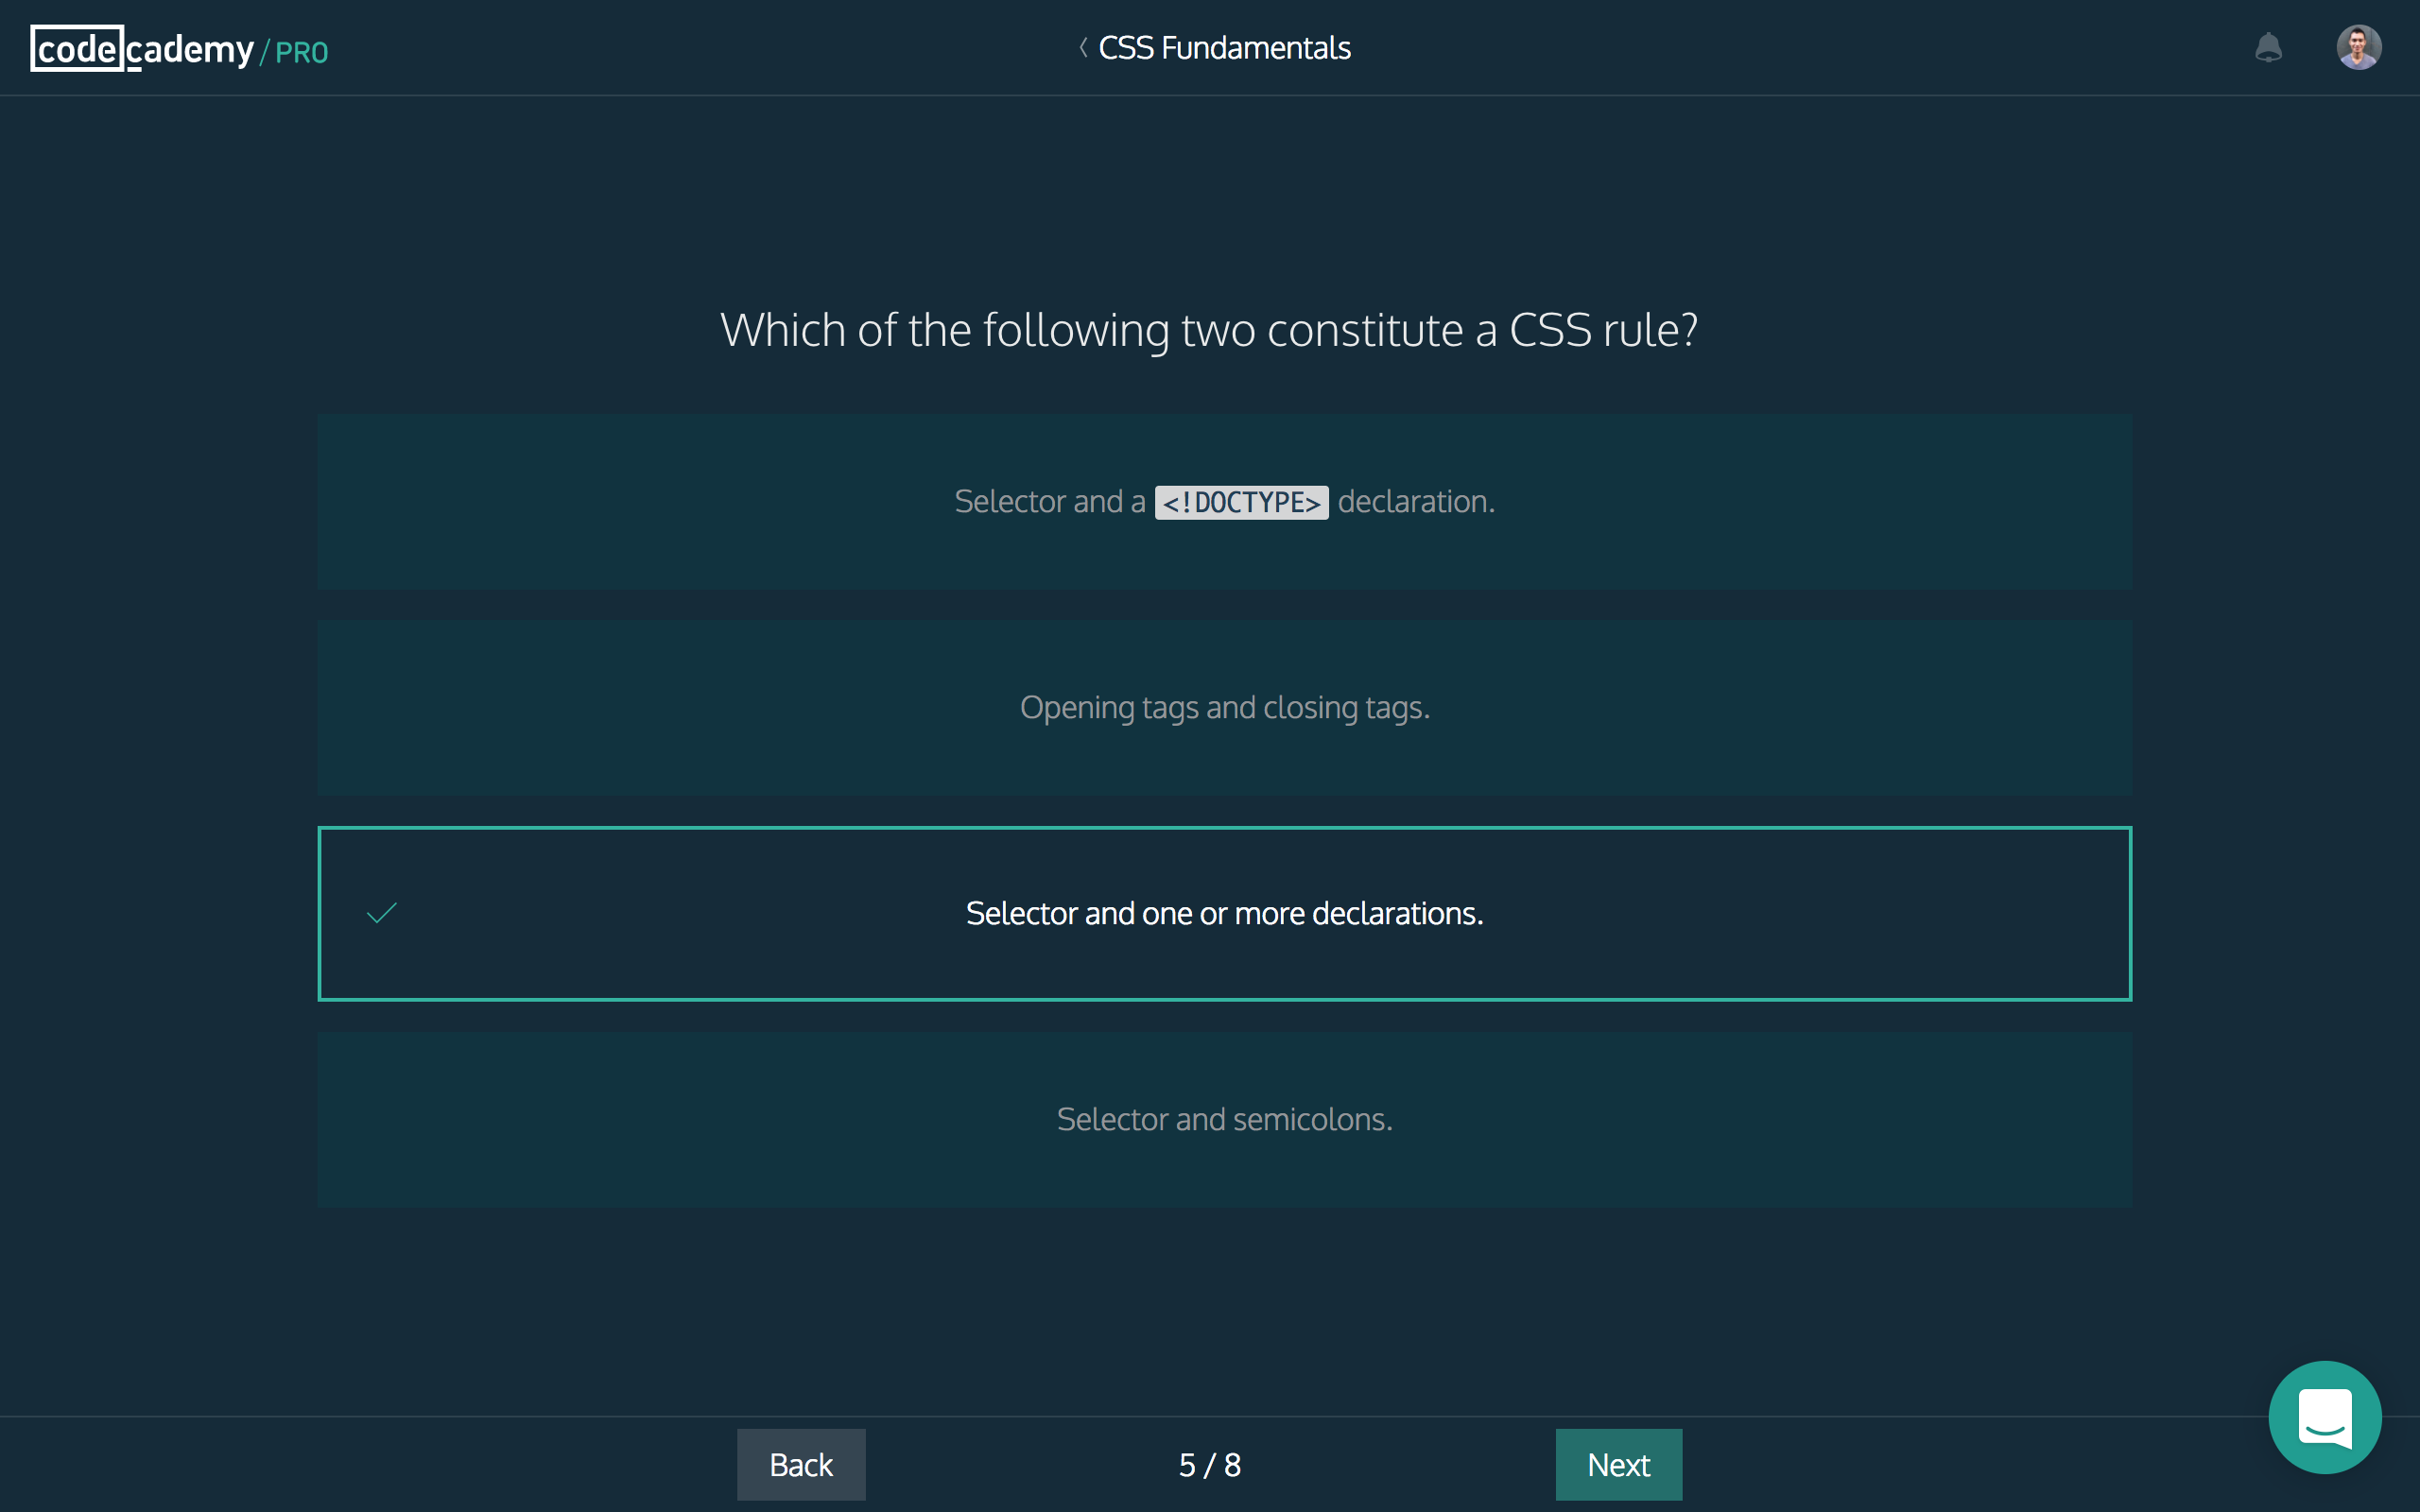 codecademy/PRO
CSS Fundamentals
Which of the following two constitute a CSS rule?
Selector and a <!DOCTYPE> declaration.
Opening tags and closing tags.
Selector and one or more declarations.
Selector and semicolons.
Back
5 / 8
Next